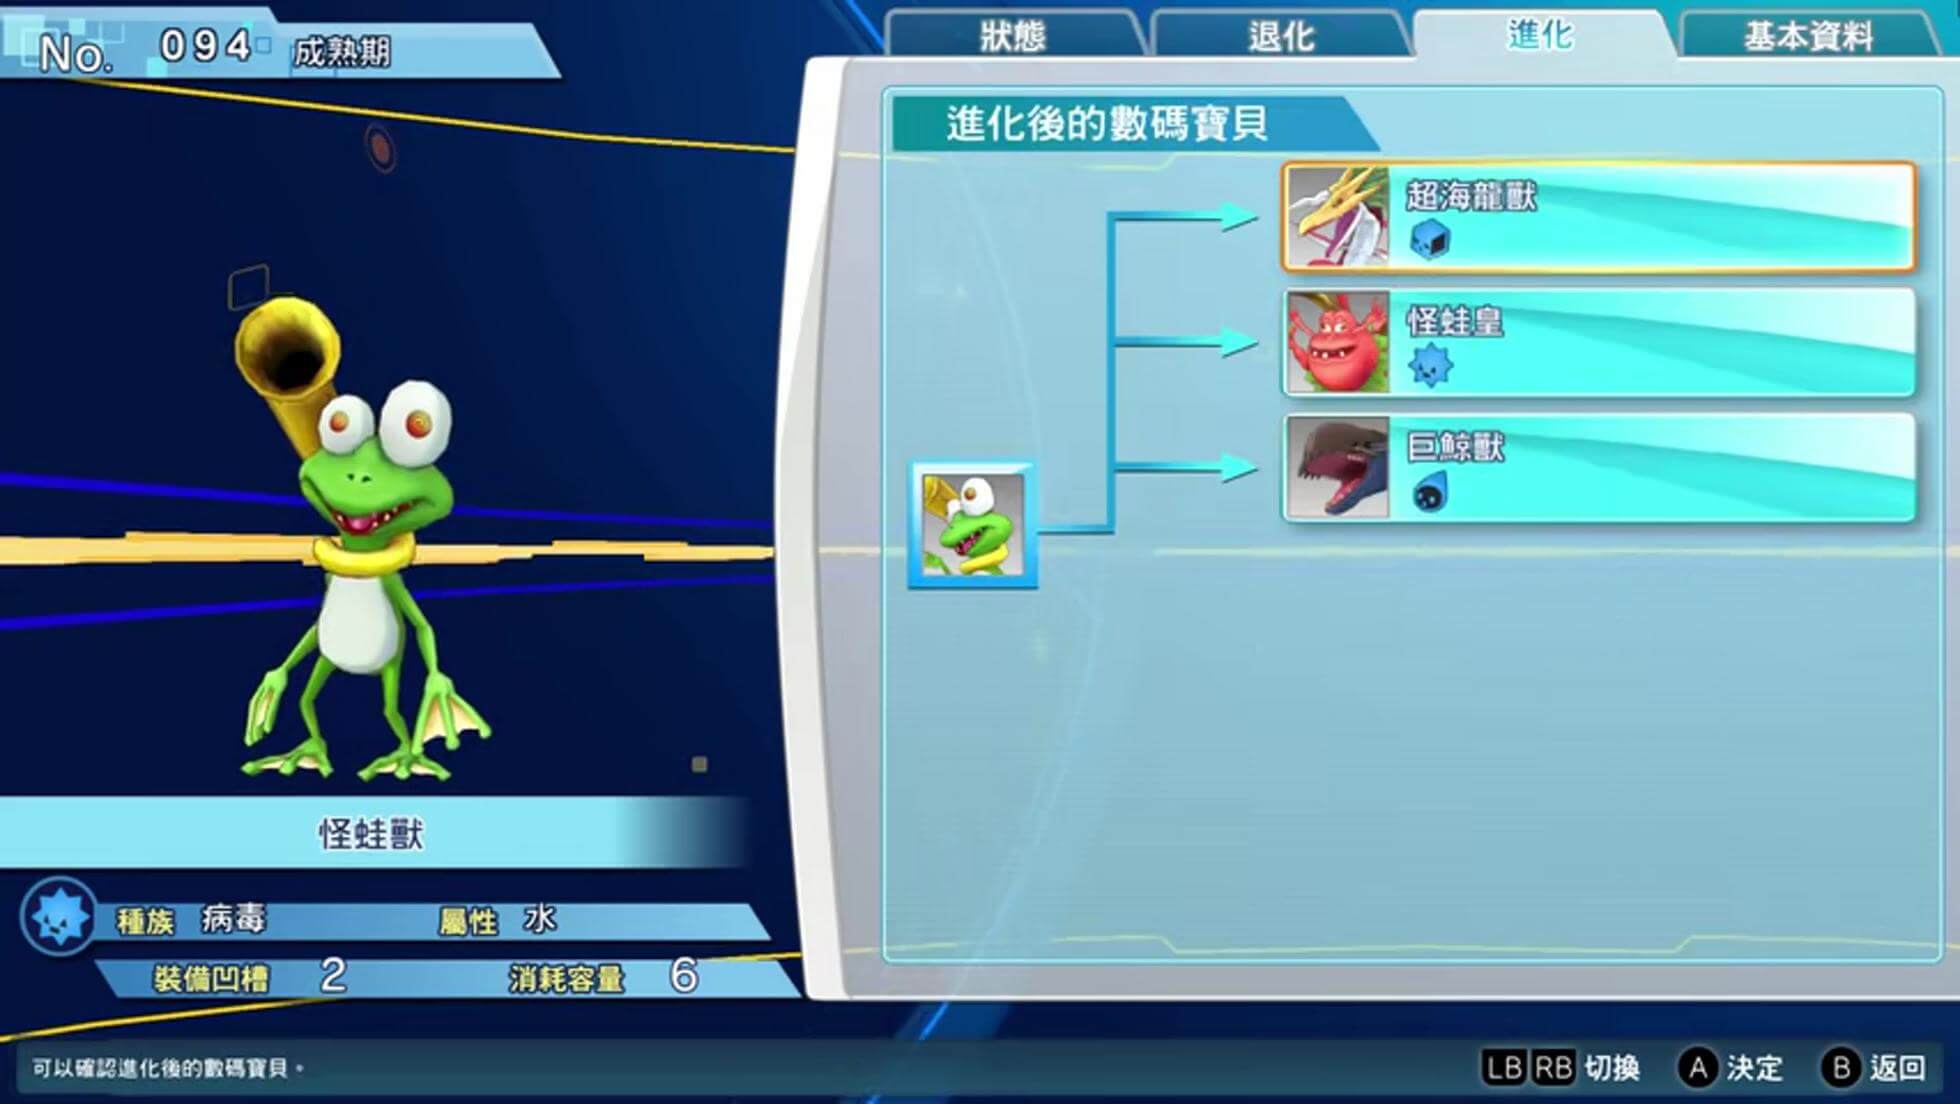 No. 094 成熟期
狀態 退化 進化 基本資料
進化後的數碼寶貝
超海龍獸
怪蛙皇
巨鯨獸
怪蛙獸
種族 病毒 屬性 水
裝備凹槽 2 消耗容量 6
可以確認進化後的數碼寶貝。
LB RB 切換 A 決定 B 返回